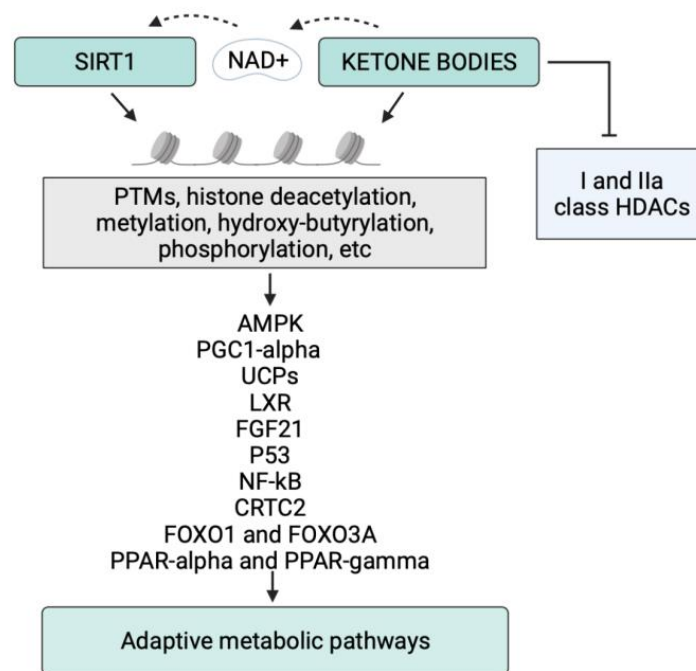 SIRT1
NAD+
KETONE BODIES
I and IIa
class HDACs
PTMs, histone deacetylation,
metylation, hydroxy-butyrylation,
phosphorylation, etc
AMPK
PGC1-alpha
UCPs
LXR
FGF21
P53
NF-kB
CRTC2
FOXO1 and FOXO3A
PPAR-alpha and PPAR-gamma
Adaptive metabolic pathways